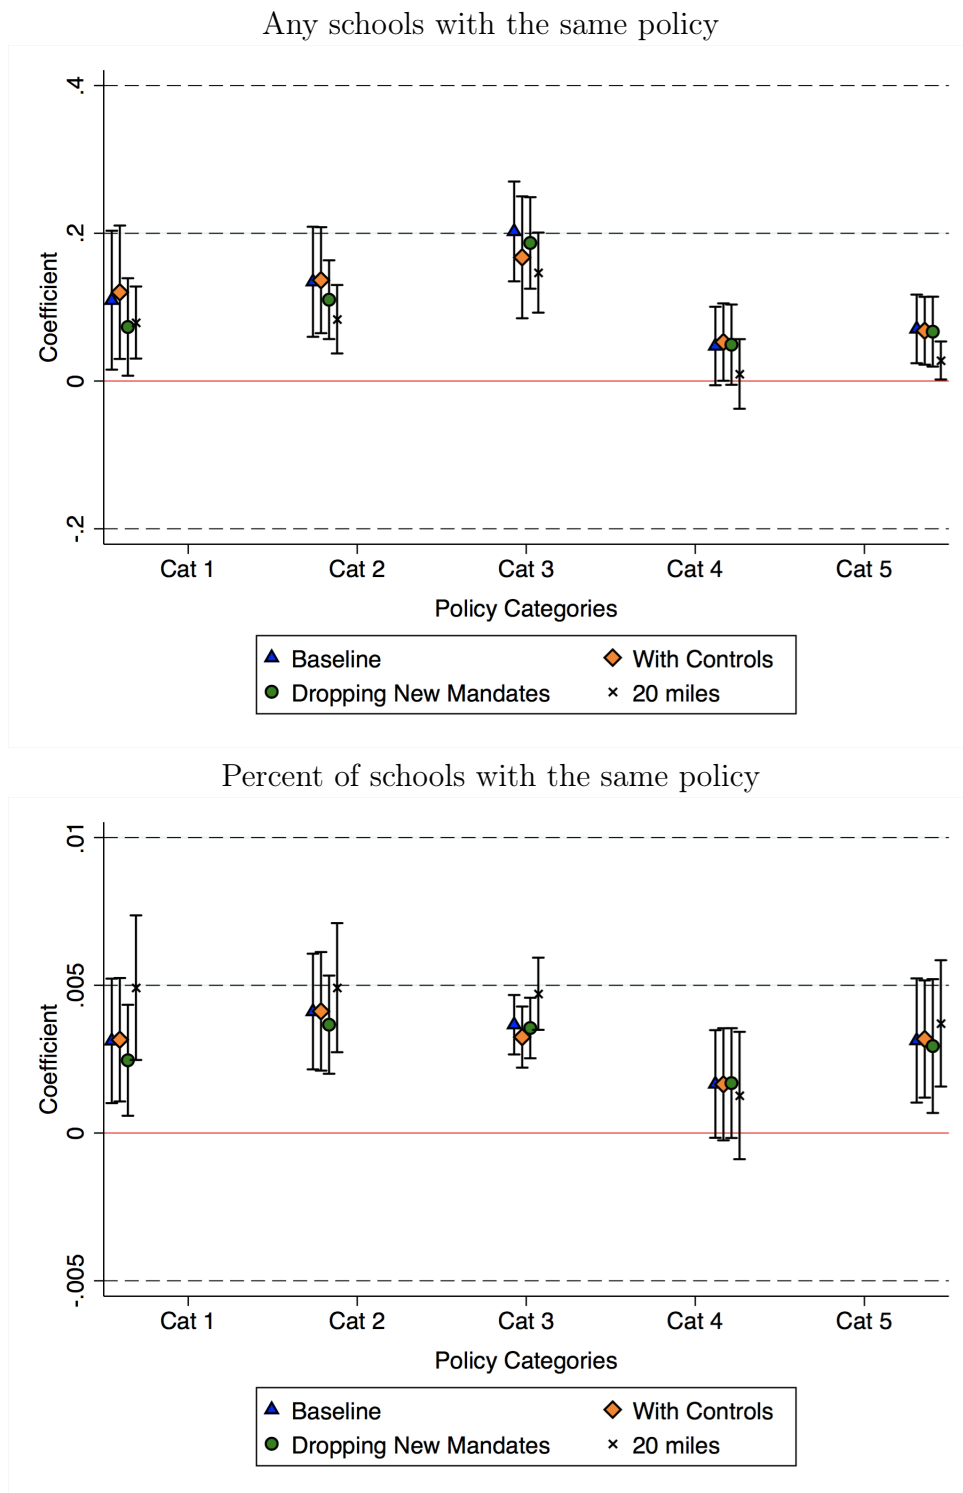 Any schools with the same policy
.4
.2
0
-.2
Coefficient
Cat 1 Cat 2 Cat 3 Cat 4 Cat 5
Policy Categories
Baseline With Controls
Dropping New Mandates 20 miles
Percent of schools with the same policy
.01
.005
0
-.005
Coefficient
Cat 1 Cat 2 Cat 3 Cat 4 Cat 5
Policy Categories
Baseline With Controls
Dropping New Mandates 20 miles